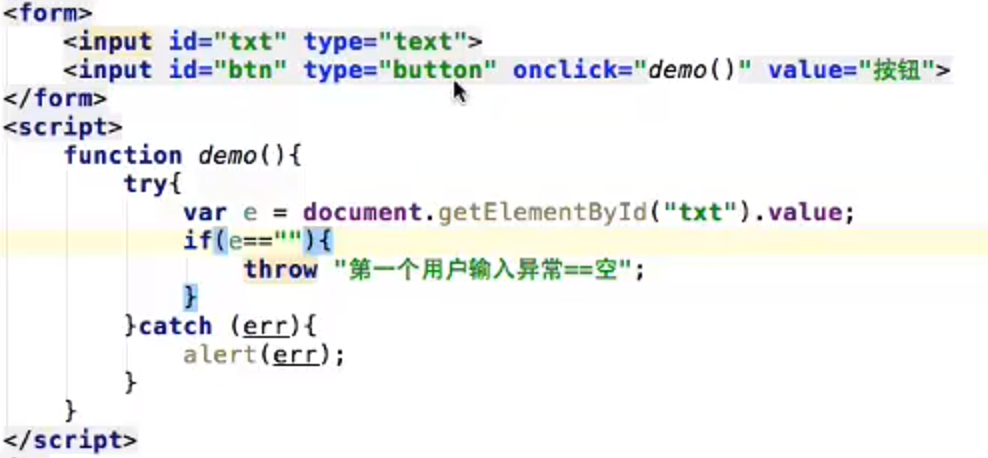 <form>
<input id="txt" type="text">
<input id="btn" type="button" onclick="demo()" value="按钮">
</form>
<script>
function demo(){
try{
var e = document.getElementById("txt").value;
if(e==""){
throw "第一个用户输入异常==空";
}
}catch (err){
alert(err);
}
}
</script>